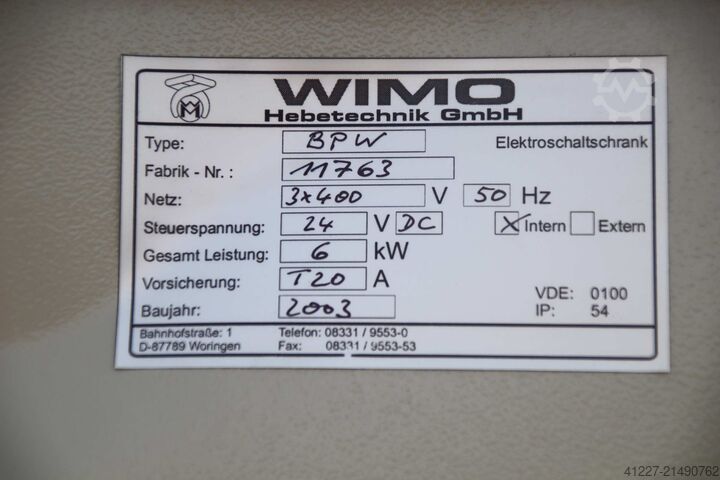 WIMO
Hebetechnik GmbH
Type: BPW Elektroschaltschrank
Fabrik - Nr.: 11763
Netz: 3x400 V 50 Hz
Steuerspannung: 24 V DC X Intern Extern
Gesamt Leistung: 6 kW
Vorsicherung: T20 A
Baujahr: 2003
VDE: 0100
IP: 54
Bahnhofstraße: 1 Telefon: 08331 / 9553-0
D-87789 Woringen Fax: 08331 / 9553-53
41227-21490762